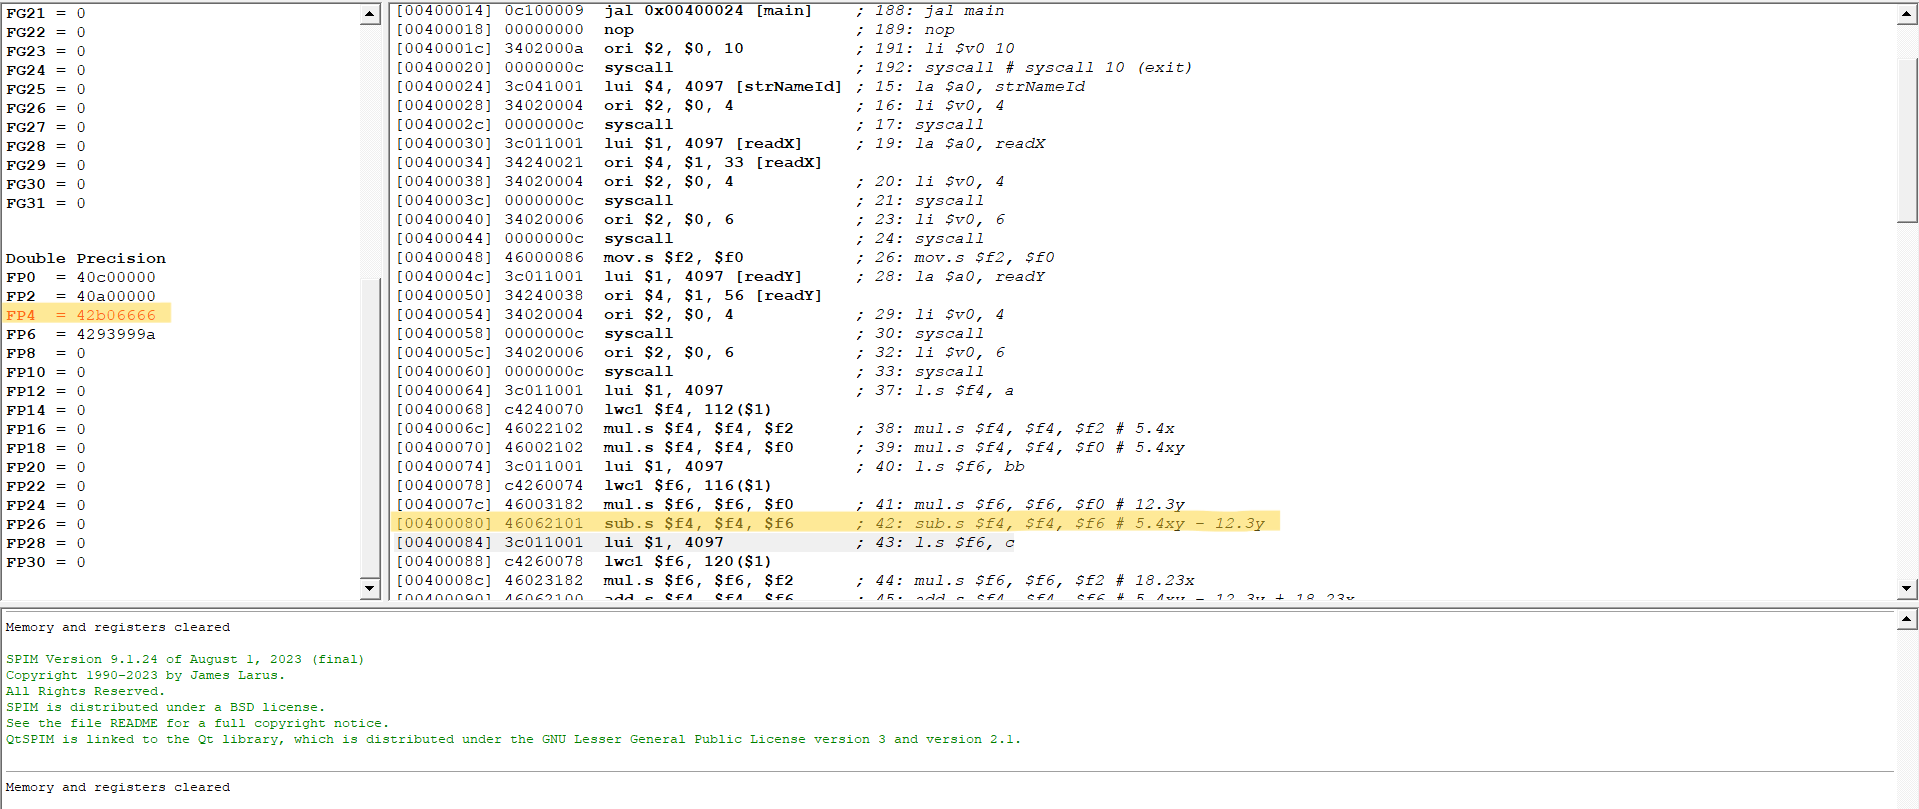 FG21 = 0
FG22 = 0
FG23 = 0
FG24 = 0
FG25 = 0
FG26 = 0
FG27 = 0
FG28 = 0
FG29 = 0
FG30 = 0
FG31 = 0
Double Precision
FP0  = 40c00000
FP2  = 40a00000
FP4  = 42b06666
FP6  = 4293999a
FP8  = 0
FP10 = 0
FP12 = 0
FP14 = 0
FP16 = 0
FP18 = 0
FP20 = 0
FP22 = 0
FP24 = 0
FP26 = 0
FP28 = 0
FP30 = 0
[00400014] 0c100009  jal 0x00400024 [main]    ; 188: jal main
[00400018] 00000000  nop                      ; 189: nop
[0040001c] 3402000a  ori $2, $0, 10           ; 191: li $v0 10
[00400020] 0000000c  syscall                  ; 192: syscall # syscall 10 (exit)
[00400024] 3c041001  lui $4, 4097 [strNameId] ; 15: la $a0, strNameId
[00400028] 34020004  ori $2, $0, 4            ; 16: li $v0, 4
[0040002c] 0000000c  syscall                  ; 17: syscall
[00400030] 3c011001  lui $1, 4097 [readX]     ; 19: la $a0, readX
[00400034] 34240021  ori $4, $1, 33 [readX]
[00400038] 34020004  ori $2, $0, 4            ; 20: li $v0, 4
[0040003c] 0000000c  syscall                  ; 21: syscall
[00400040] 34020006  ori $2, $0, 6            ; 23: li $v0, 6
[00400044] 0000000c  syscall                  ; 24: syscall
[00400048] 46000086  mov.s $f2, $f0           ; 26: mov.s $f2, $f0
[0040004c] 3c011001  lui $1, 4097 [readY]     ; 28: la $a0, readY
[00400050] 34240038  ori $4, $1, 56 [readY]
[00400054] 34020004  ori $2, $0, 4            ; 29: li $v0, 4
[00400058] 0000000c  syscall                  ; 30: syscall
[0040005c] 34020006  ori $2, $0, 6            ; 32: li $v0, 6
[00400060] 0000000c  syscall                  ; 33: syscall
[00400064] 3c011001  lui $1, 4097             ; 37: l.s $f4, a
[00400068] c4240070  lwc1 $f4, 112($1)
[0040006c] 46022102  mul.s $f4, $f4, $f2      ; 38: mul.s $f4, $f4, $f2 # 5.4x
[00400070] 46002102  mul.s $f4, $f4, $f0      ; 39: mul.s $f4, $f4, $f0 # 5.4xy
[00400074] 3c011001  lui $1, 4097             ; 40: l.s $f6, bb
[00400078] c4260074  lwc1 $f6, 116($1)
[0040007c] 46003182  mul.s $f6, $f6, $f0      ; 41: mul.s $f6, $f6, $f0 # 12.3y
[00400080] 46062101  sub.s $f4, $f4, $f6      ; 42: sub.s $f4, $f4, $f6 # 5.4xy - 12.3y
[00400084] 3c011001  lui $1, 4097             ; 43: l.s $f6, c
[00400088] c4260078  lwc1 $f6, 120($1)
[0040008c] 46023182  mul.s $f6, $f6, $f2      ; 44: mul.s $f6, $f6, $f2 # 18.23x
[00400090] 46062100  add.s $f4, $f4, $f6      ; 45: add.s $f4, $f4, $f6 # 5.4xy - 12.3y + 18.23x
Memory and registers cleared
SPIM Version 9.1.24 of August 1, 2023 (final)
Copyright 1990-2023 by James Larus.
All Rights Reserved.
SPIM is distributed under a BSD license.
See the file README for a full copyright notice.
QtSPIM is linked to the Qt library, which is distributed under the GNU Lesser General Public License version 3 and version 2.1.
Memory and registers cleared